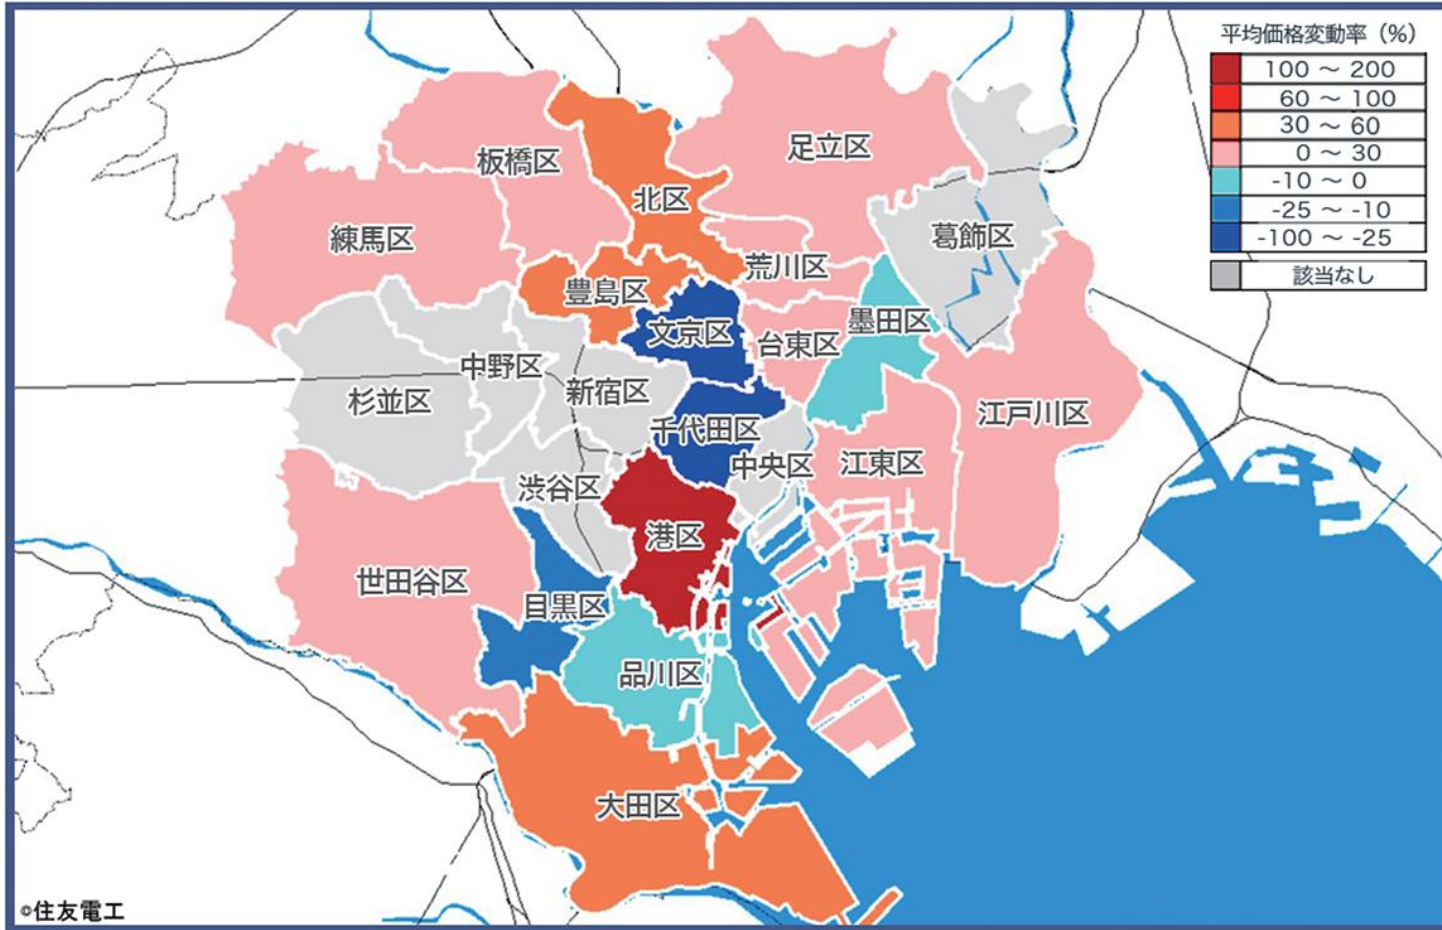 平均価格変動率（%）
100 ～ 200
60 ～ 100
30 ～ 60
0 ～ 30
-10 ～ 0
-25 ～ -10
-100 ～ -25
該当なし
足立区
板橋区
北区
練馬区
葛飾区
荒川区
豊島区
墨田区
文京区
台東区
中野区
新宿区
杉並区
江戸川区
千代田区
中央区
江東区
渋谷区
港区
世田谷区
目黒区
品川区
大田区
©住友電工